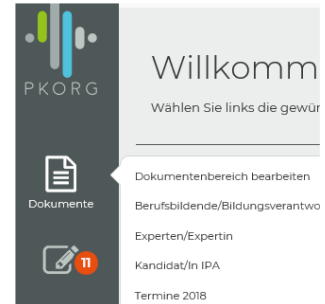 PKORG
Willkomm
Wählen Sie links die gewür
Dokumente
Dokumentenbereich bearbeiten
Berufsbildende/Bildungsverantwo
Experten/Expertin
Kandidat/In IPA
Termine 2018
11